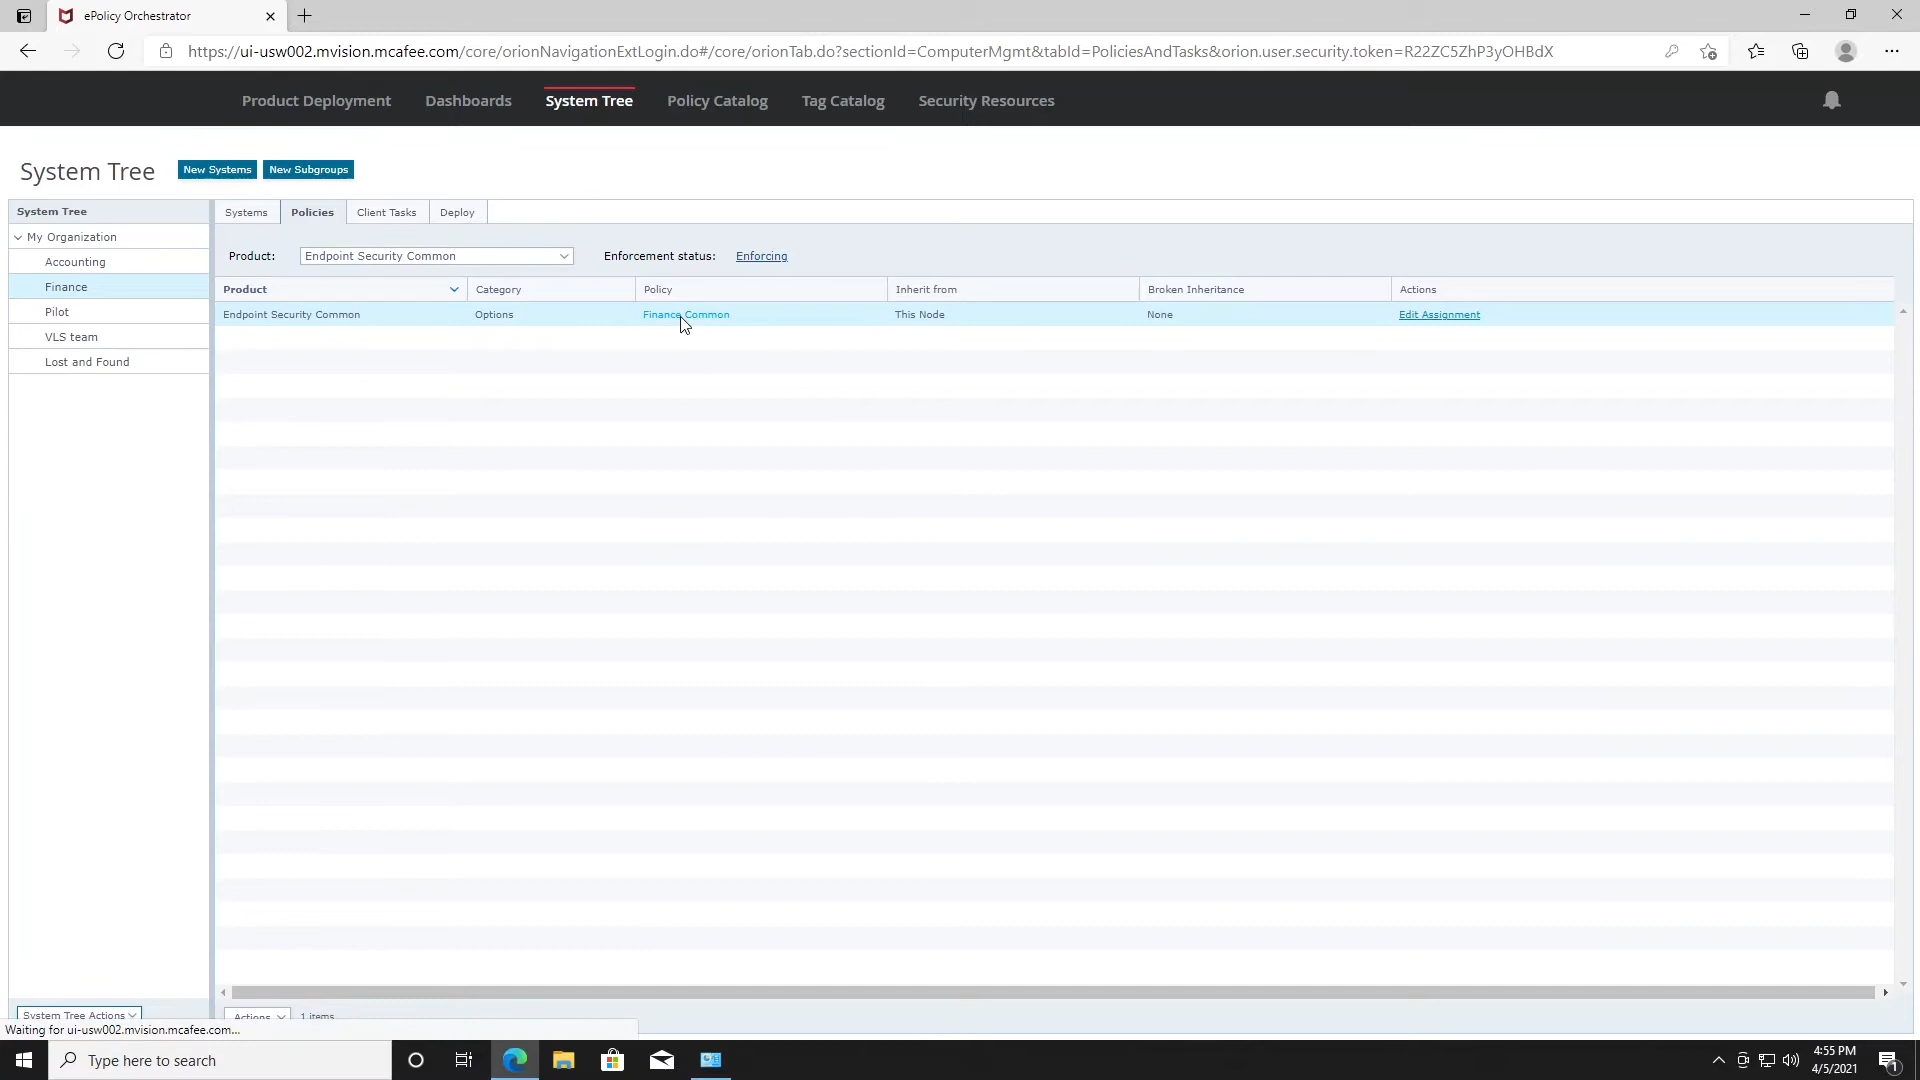 ePolicy Orchestrator
https://ui-usw002.mvision.mcafee.com/core/orionNavigationExtLogin.do#/core/orionTab.do?sectionId=ComputerMgmt&tabId=PoliciesAndTasks&orion.user.security.token=R22ZC5ZhP3yOHBdX
Product Deployment Dashboards System Tree Policy Catalog Tag Catalog Security Resources
System Tree New Systems New Subgroups
System Tree Systems Policies Client Tasks Deploy
My Organization
Accounting
Finance
Pilot
VLS team
Lost and Found
Product: Endpoint Security Common Enforcement status: Enforcing
Product Category Policy Inherit from Broken Inheritance Actions
Endpoint Security Common Options Finance Common This Node None Edit Assignment
System Tree Actions Actions 1 items
Waiting for ui-usw002.mvision.mcafee.com...
Type here to search
4:55 PM
4/5/2021
1